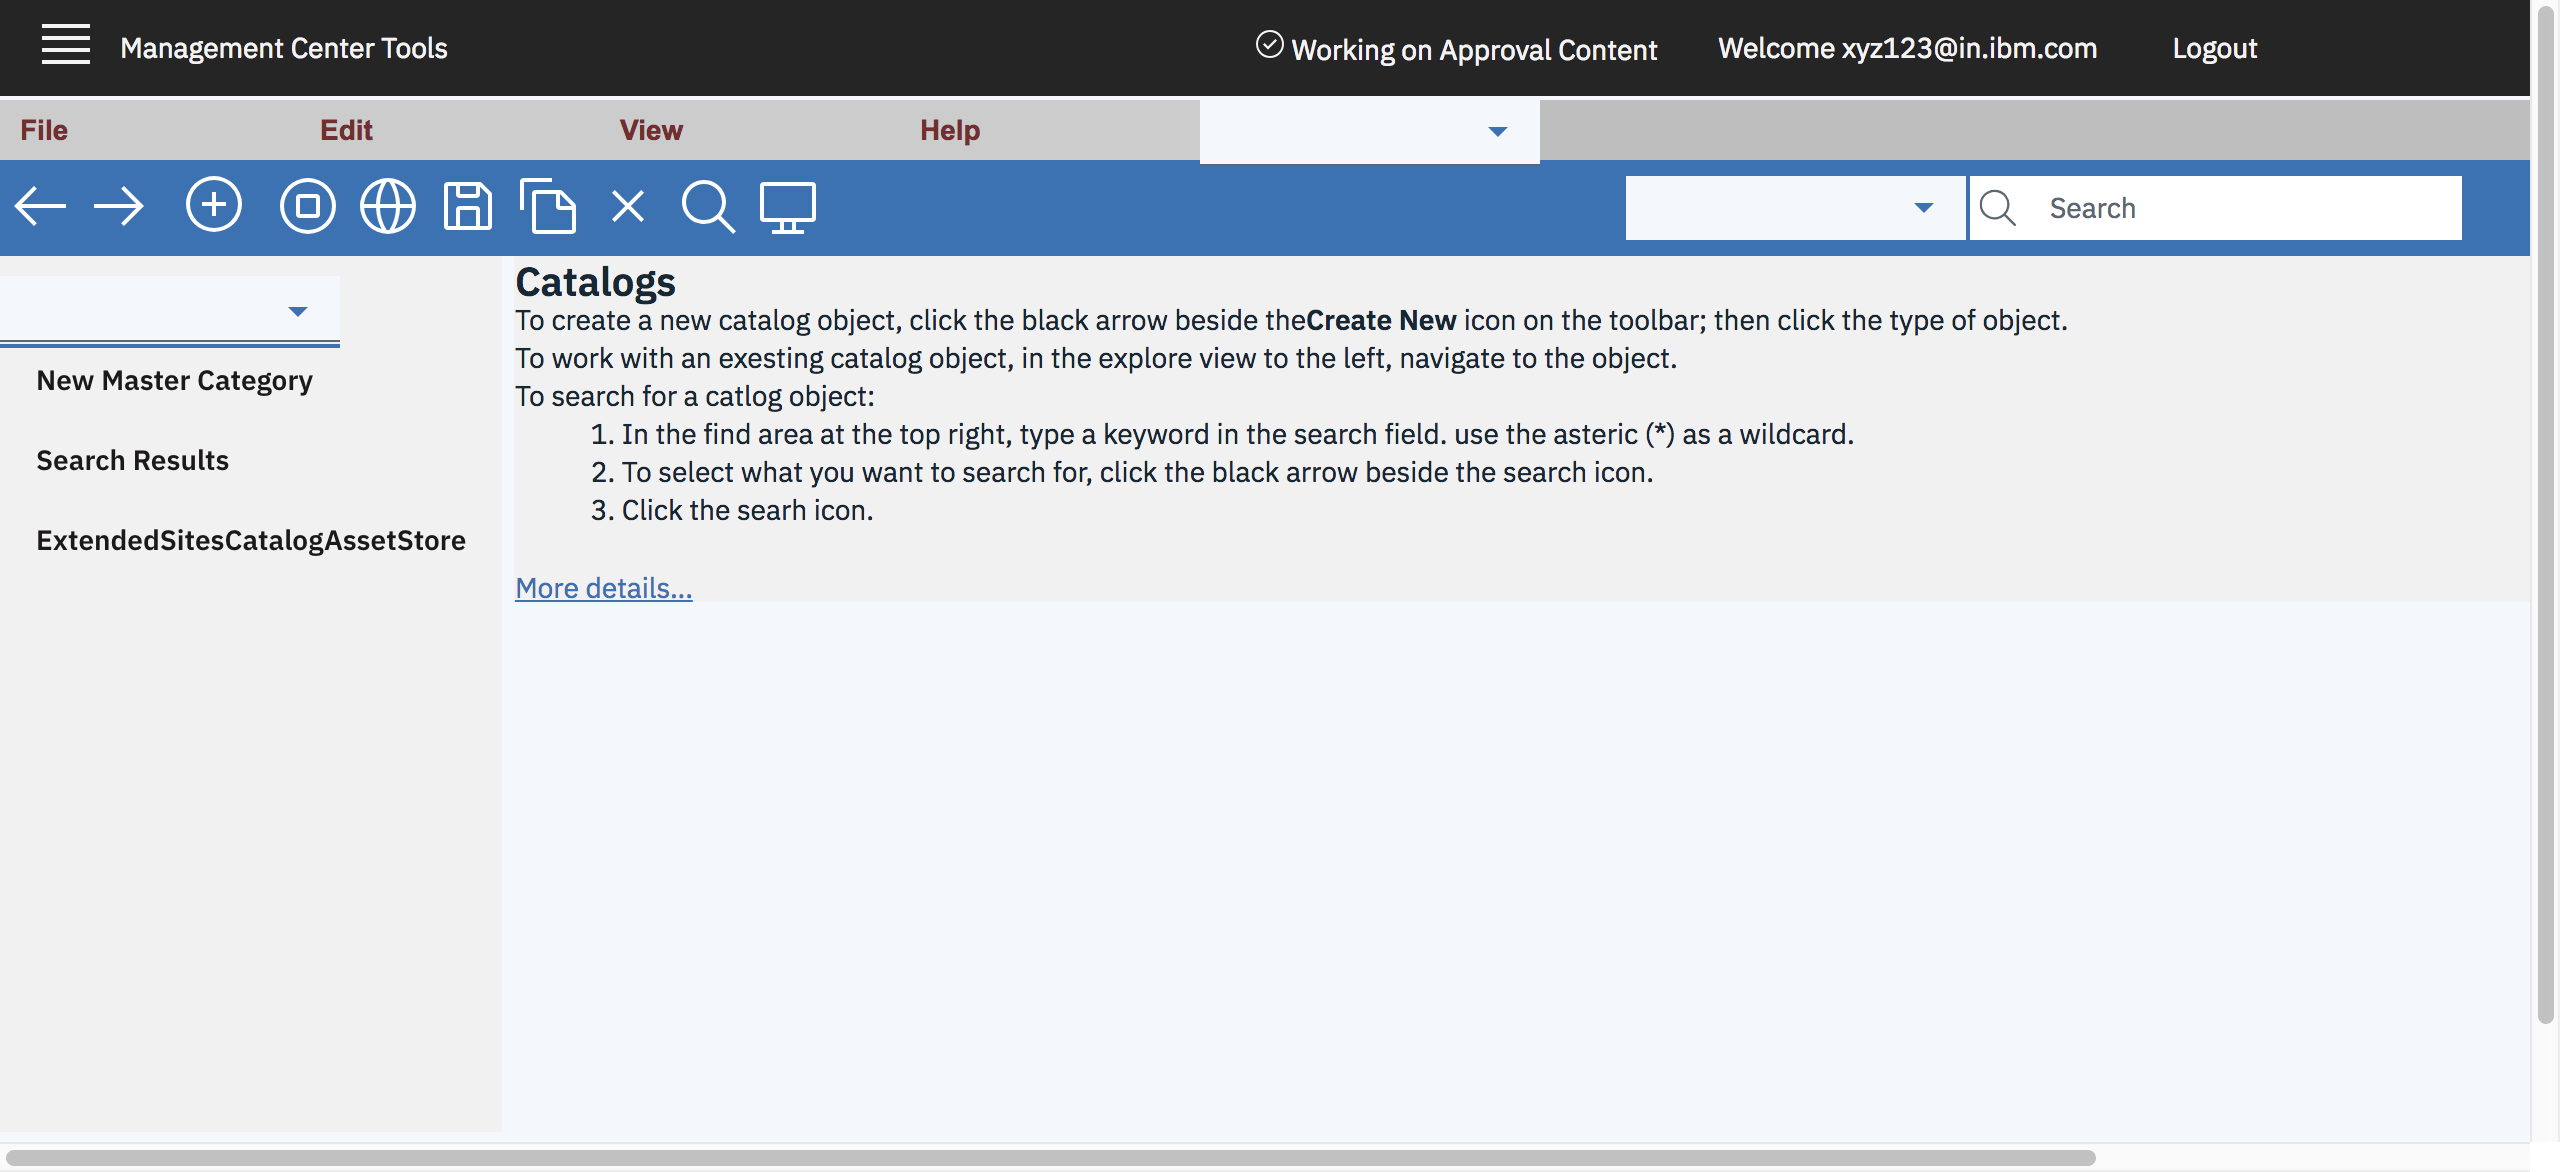 Management Center Tools
Working on Approval Content
Welcome xyz123@in.ibm.com
Logout
File Edit View Help
Search
New Master Category
Search Results
ExtendedSitesCatalogAssetStore
Catalogs
To create a new catalog object, click the black arrow beside theCreate New icon on the toolbar; then click the type of object.
To work with an exesting catalog object, in the explore view to the left, navigate to the object.
To search for a catlog object:
1. In the find area at the top right, type a keyword in the search field. use the asteric (*) as a wildcard.
2. To select what you want to search for, click the black arrow beside the search icon.
3. Click the searh icon.
More details...